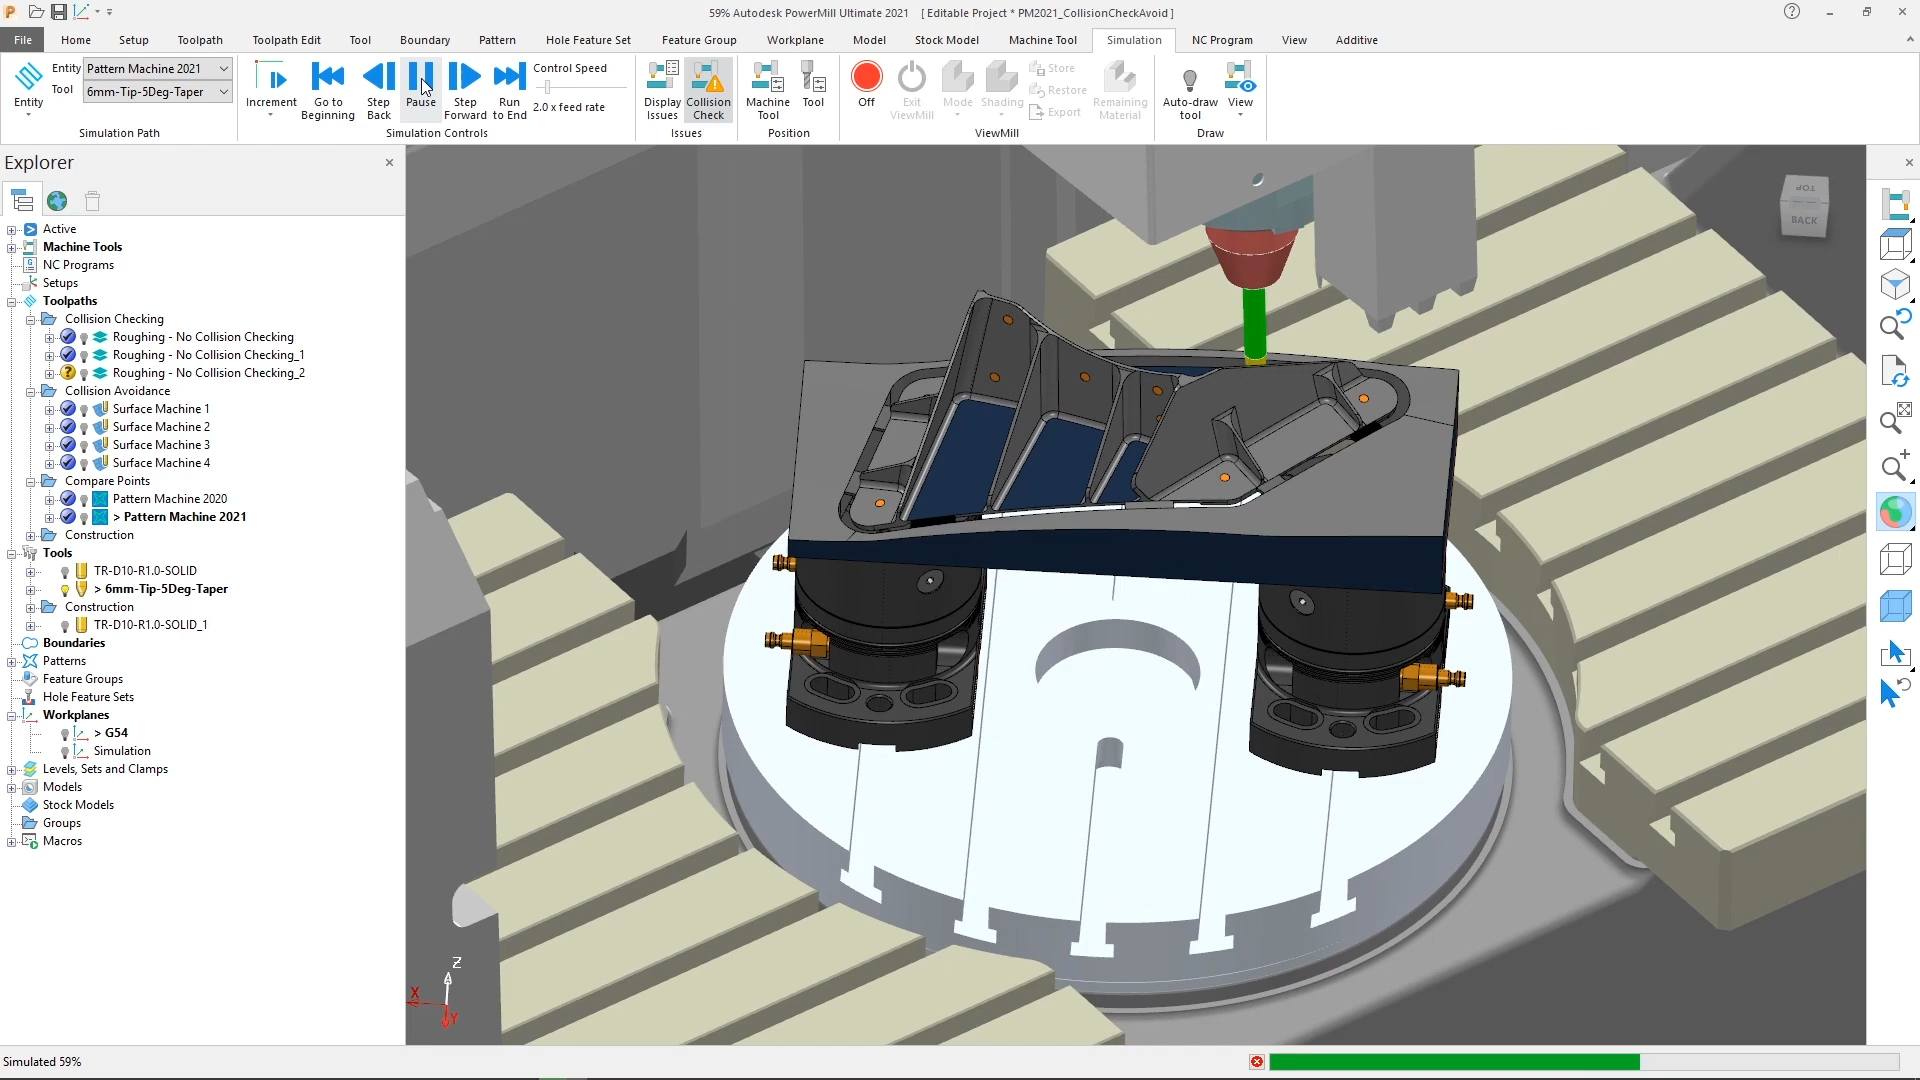 59% Autodesk PowerMill Ultimate 2021 [ Editable Project * PM2021_CollisionCheckAvoid ]
File Home Setup Toolpath Toolpath Edit Tool Boundary Pattern Hole Feature Set Feature Group Workplane Model Stock Model Machine Tool Simulation NC Program View Additive
Entity
Entity Pattern Machine 2021
Tool 6mm-Tip-5Deg-Taper
Simulation Path
Increment
Go to
Beginning
Step
Back
Pause
Step
Forward
Run
to End
Control Speed
2.0 x feed rate
Simulation Controls
Display
Issues
Collision
Check
Issues
Machine
Tool
Tool
Position
Off
Exit
ViewMill
Mode
Shading
Store
Restore
Export
Remaining
Material
ViewMill
Auto-draw
tool
View
Draw
Explorer
Active
Machine Tools
NC Programs
Setups
Toolpaths
Collision Checking
Roughing - No Collision Checking
Roughing - No Collision Checking_1
Roughing - No Collision Checking_2
Collision Avoidance
Surface Machine 1
Surface Machine 2
Surface Machine 3
Surface Machine 4
Compare Points
Pattern Machine 2020
> Pattern Machine 2021
Construction
Tools
TR-D10-R1.0-SOLID
> 6mm-Tip-5Deg-Taper
Construction
TR-D10-R1.0-SOLID_1
Boundaries
Patterns
Feature Groups
Hole Feature Sets
Workplanes
> G54
Simulation
Levels, Sets and Clamps
Models
Stock Models
Groups
Macros
TOP
BACK
Z
X
Y
Simulated 59%